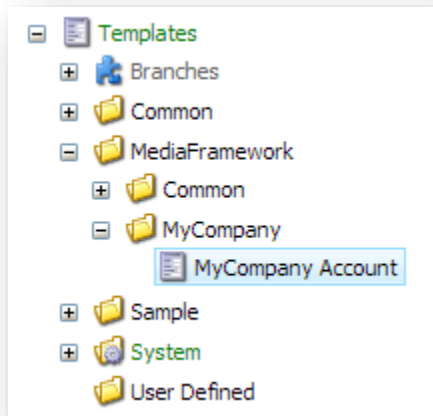 Templates
Branches
Common
MediaFramework
Common
MyCompany
MyCompany Account
Sample
System
User Defined